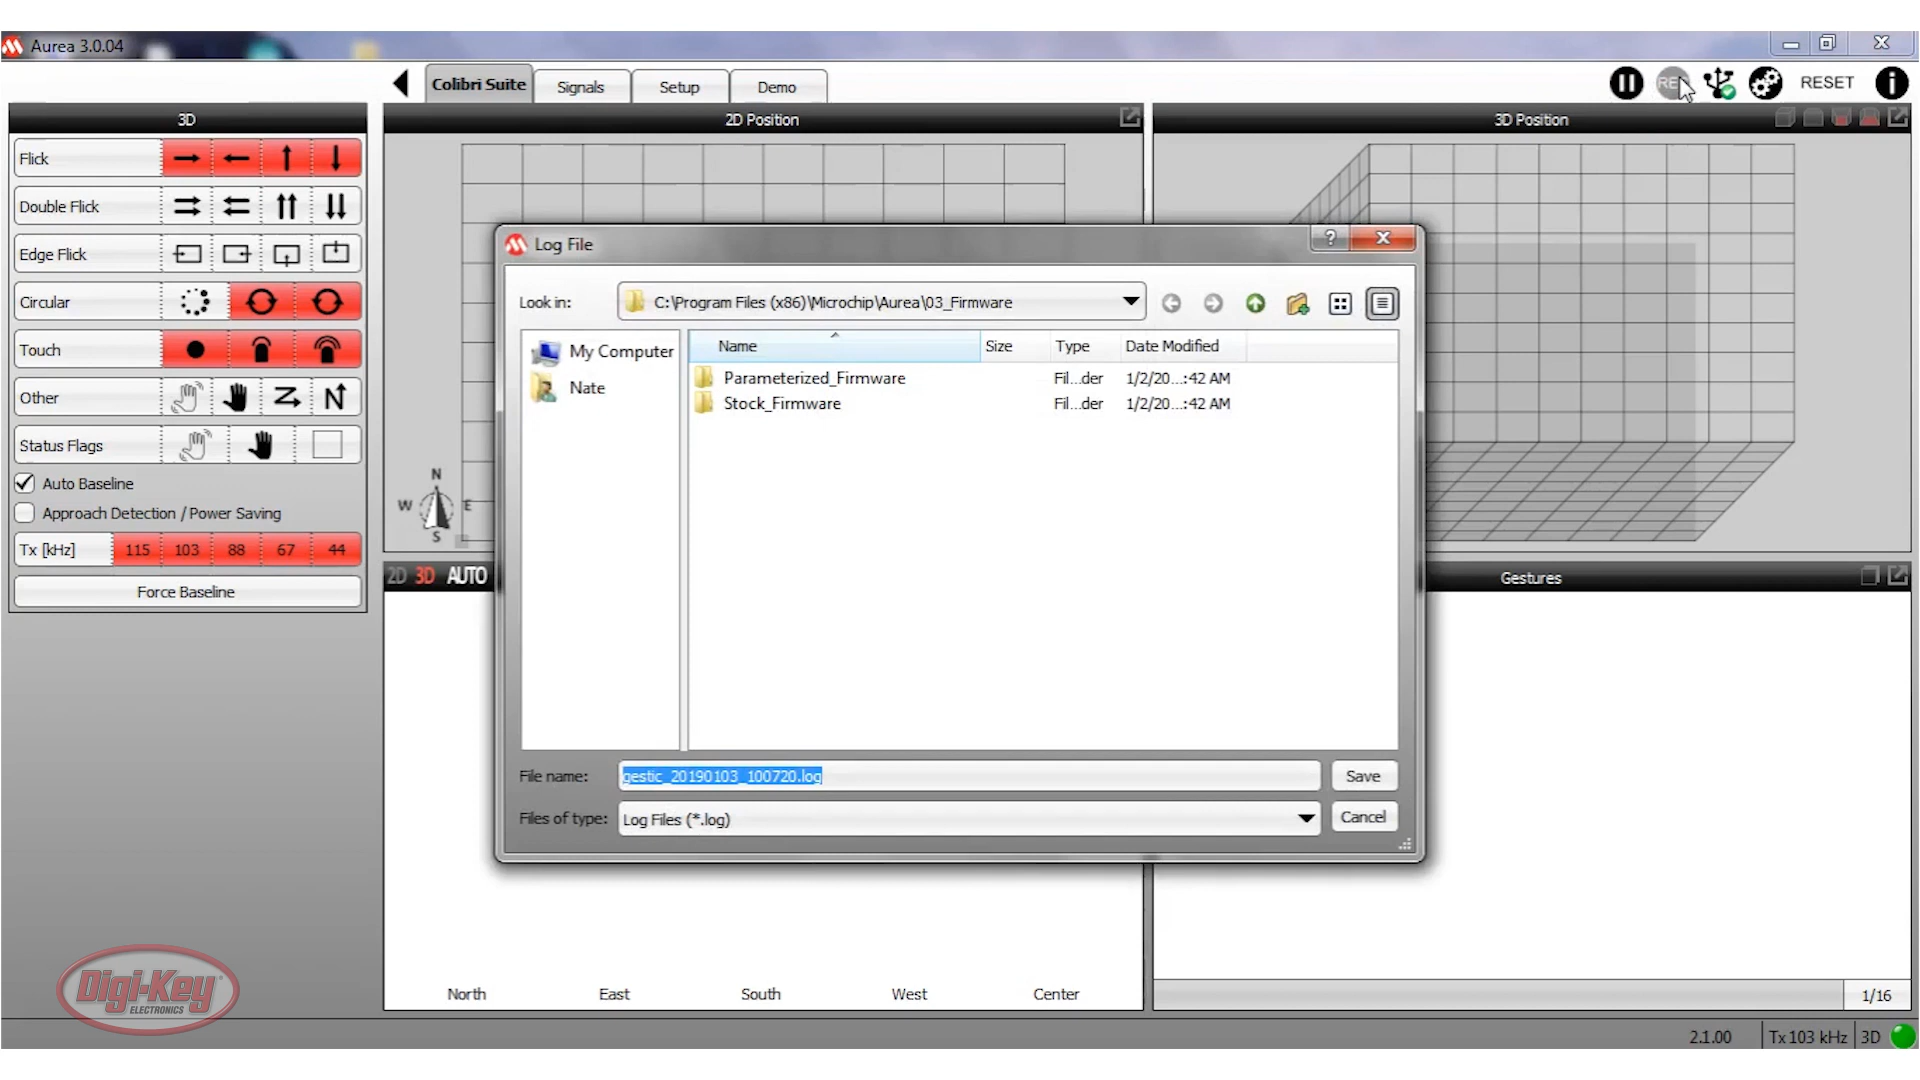 Aurea 3.0.04
Colibri Suite
Signals
Setup
Demo
RESET
3D
2D Position
3D Position
Flick
Double Flick
Edge Flick
Circular
Touch
Other
Status Flags
Auto Baseline
Approach Detection / Power Saving
Tx [kHz] 115 103 88 67 44
Force Baseline
N
W E
S
2D 3D AUTO
Log File
?
Look in: C:\Program Files (x86)\Microchip\Aurea\03_Firmware
My Computer
Nate
Name Size Type Date Modified
Parameterized_Firmware Fil...der 1/2/20...:42 AM
Stock_Firmware Fil...der 1/2/20...:42 AM
File name: gestic_20190103_100720.log Save
Files of type: Log Files (*.log) Cancel
Gestures
North East South West Center
1/16
Digi-Key
ELECTRONICS
2.1.00 Tx 103 kHz 3D